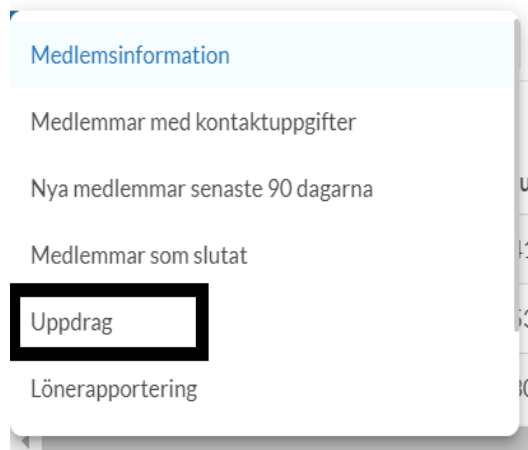 Medlemsinformation
Medlemmar med kontaktuppgifter
Nya medlemmar senaste 90 dagarna
Medlemmar som slutat
Uppdrag
Lönerapportering